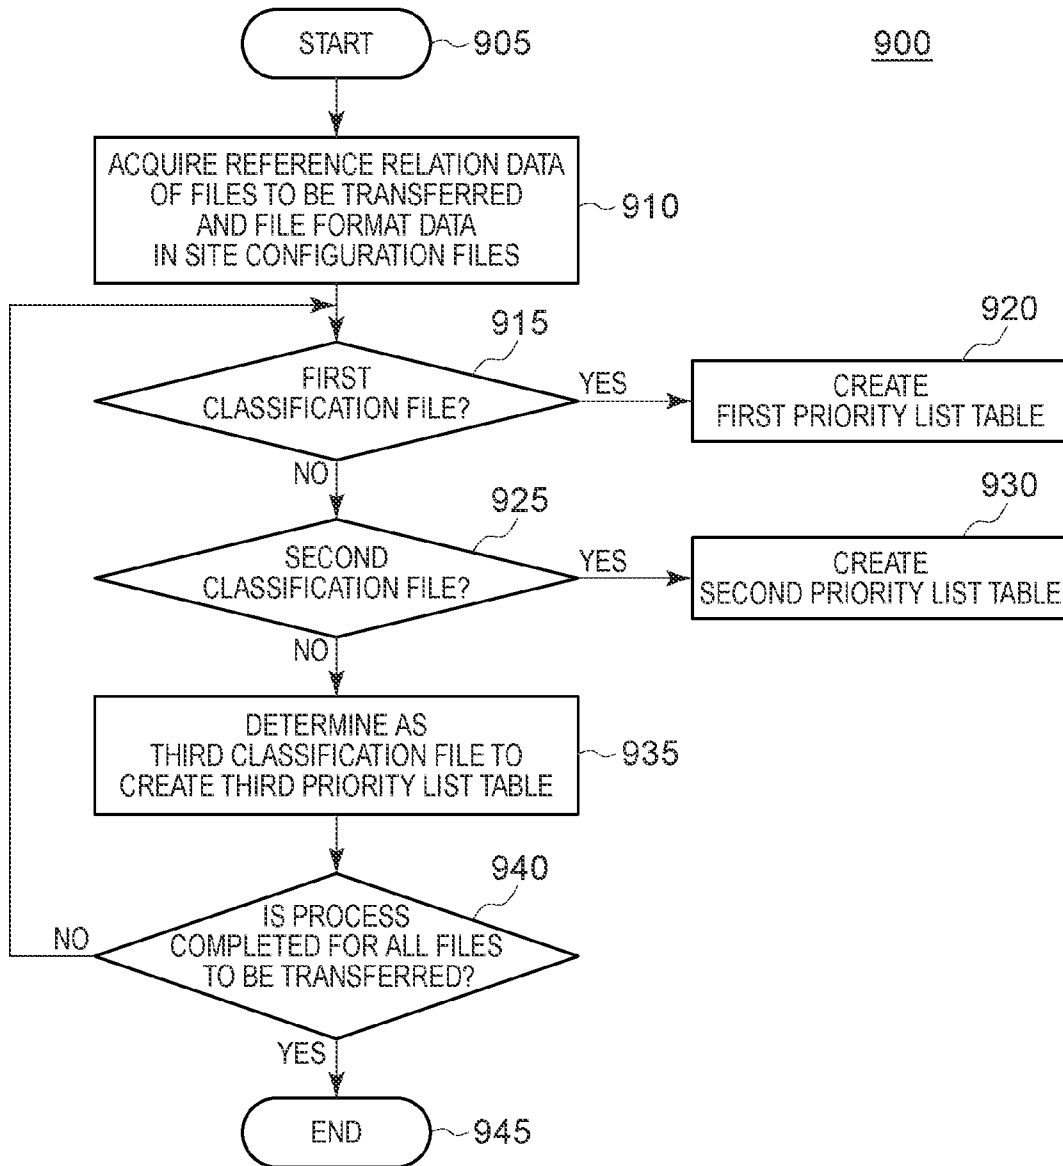 START
905
900
ACQUIRE REFERENCE RELATION DATA
OF FILES TO BE TRANSFERRED
AND FILE FORMAT DATA
IN SITE CONFIGURATION FILES
910
915
FIRST
CLASSIFICATION FILE?
YES
920
CREATE
FIRST PRIORITY LIST TABLE
NO
925
SECOND
CLASSIFICATION FILE?
YES
930
CREATE
SECOND PRIORITY LIST TABLE
NO
DETERMINE AS
THIRD CLASSIFICATION FILE TO
CREATE THIRD PRIORITY LIST TABLE
935
940
IS PROCESS
COMPLETED FOR ALL FILES
TO BE TRANSFERRED?
NO
YES
END
945